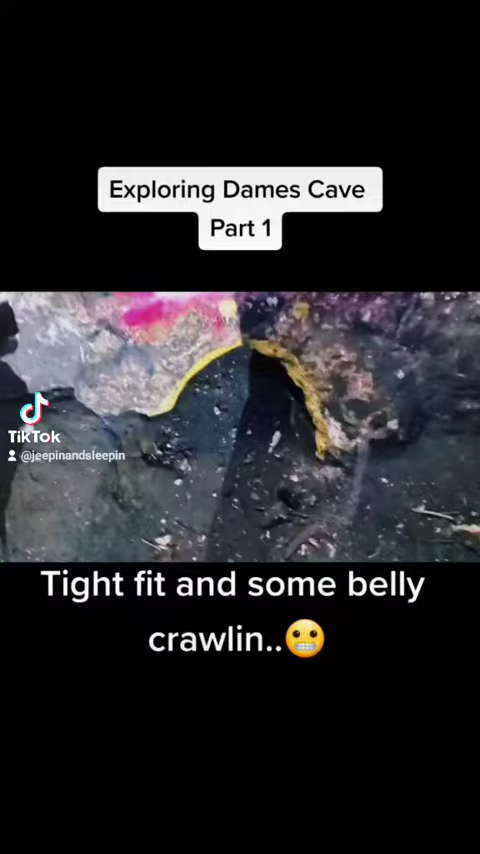 Exploring Dames Cave
Part 1
TikTok
@jeepinandsleepin
Tight fit and some belly
crawlin..😬